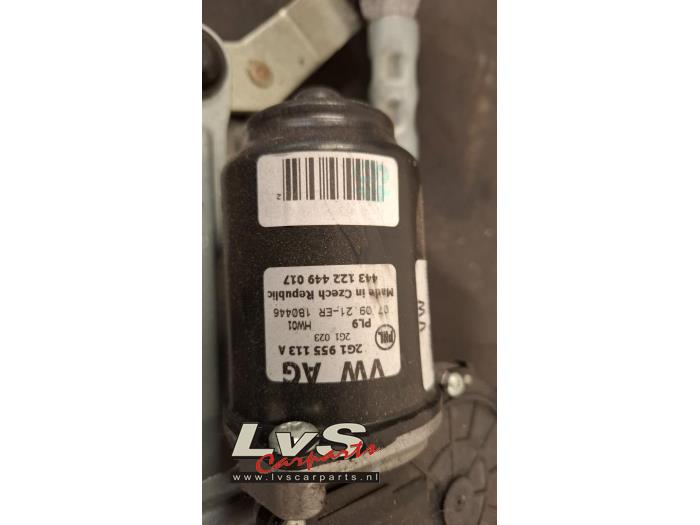 VW AG
2G1 955 113 A
2G1 023
PAL
PL9 HW01
07 09 21-ER 180446
Made in Czech Republic
443 122 449 017
Z
LvS
Carparts
www.lvscarparts.nl